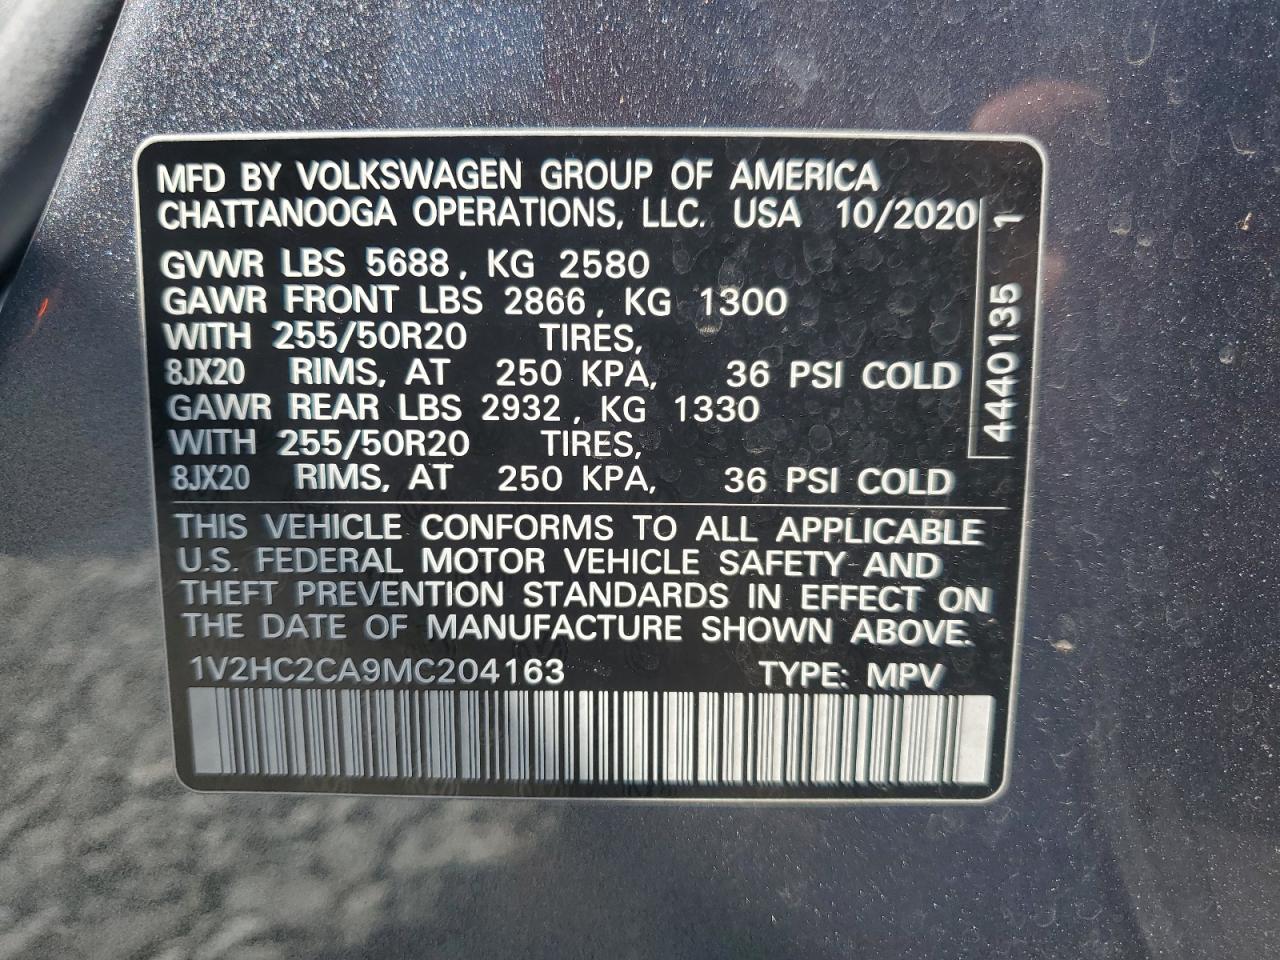 MFD BY VOLKSWAGEN GROUP OF AMERICA
CHATTANOOGA OPERATIONS, LLC. USA 10/2020
GVWR LBS 5688, KG 2580
GAWR FRONT LBS 2866, KG 1300
WITH 255/50R20 TIRES,
8JX20 RIMS, AT 250 KPA, 36 PSI COLD
GAWR REAR LBS 2932, KG 1330
WITH 255/50R20 TIRES,
8JX20 RIMS, AT 250 KPA, 36 PSI COLD
4440135 1
THIS VEHICLE CONFORMS TO ALL APPLICABLE
U.S. FEDERAL MOTOR VEHICLE SAFETY AND
THEFT PREVENTION STANDARDS IN EFFECT ON
THE DATE OF MANUFACTURE SHOWN ABOVE.
1V2HC2CA9MC204163 TYPE: MPV